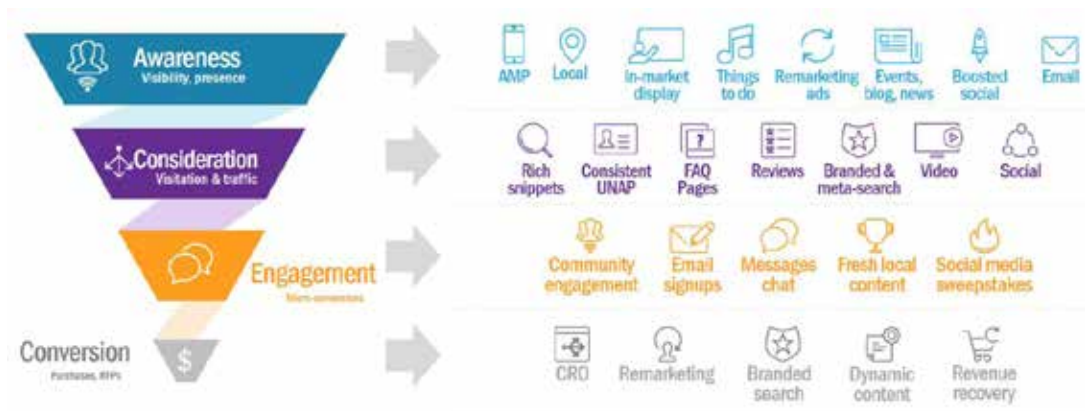 Awareness
Visibility, presence
AMP
Local
In-market
display
Things
to do
Remarketing
ads
Events,
blog, news
Boosted
social
Email
Consideration
Visitation & traffic
Rich
snippets
Consistent
UNAP
FAQ
Pages
Reviews
Branded &
meta-search
Video
Social
Engagement
Micro-conversions
Community
engagement
Email
signups
Messages
chat
Fresh local
content
Social media
sweepstakes
Conversion
Purchases, RFPs
$
CRO
Remarketing
Branded
search
Dynamic
content
Revenue
recovery